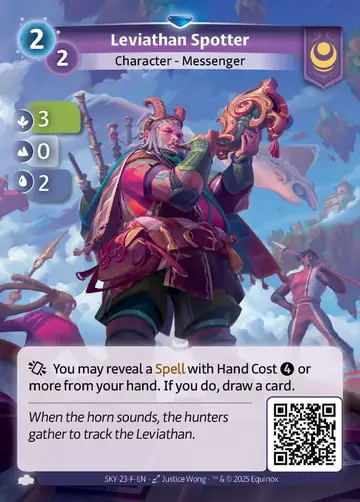 2
2
Leviathan Spotter
Character - Messenger
3
0
2
You may reveal a Spell with Hand Cost 4 or
more from your hand. If you do, draw a card.
When the horn sounds, the hunters
gather to track the Leviathan.
SKY-23-F-EN - Justice Wong - ™ & © 2025 Equinox